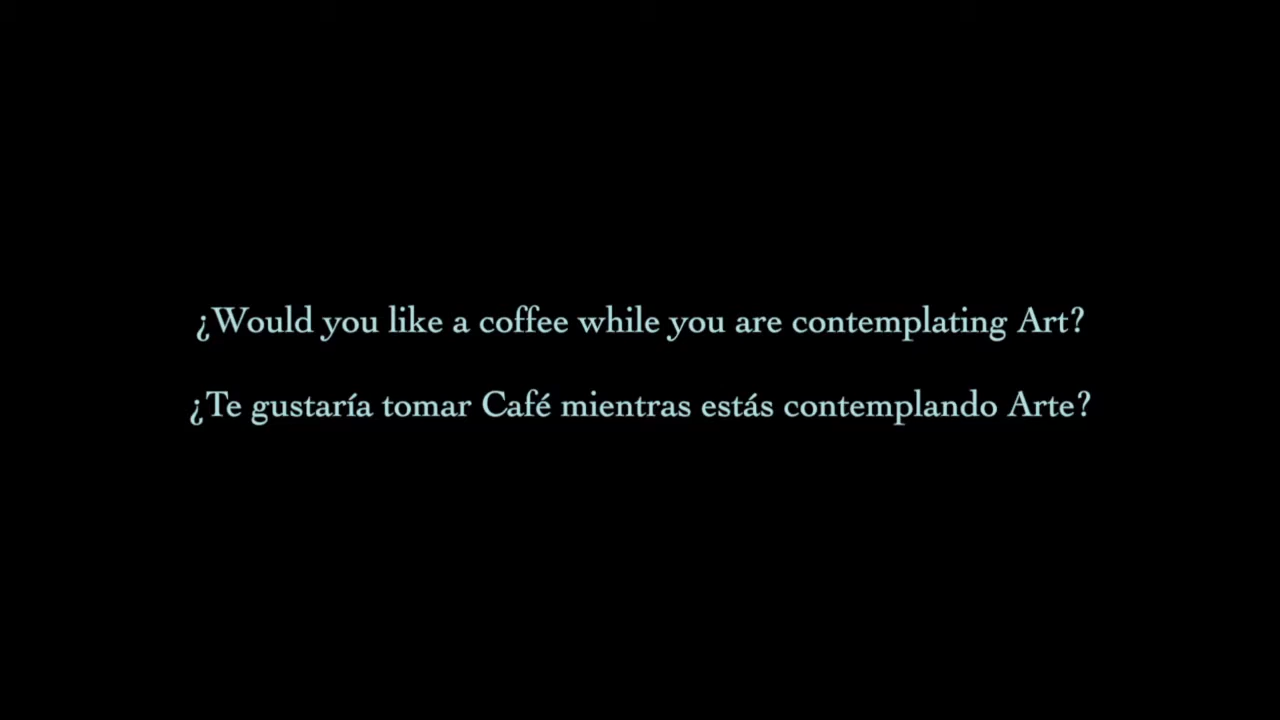 ¿Would you like a coffee while you are contemplating Art?
¿Te gustaría tomar Café mientras estás contemplando Arte?